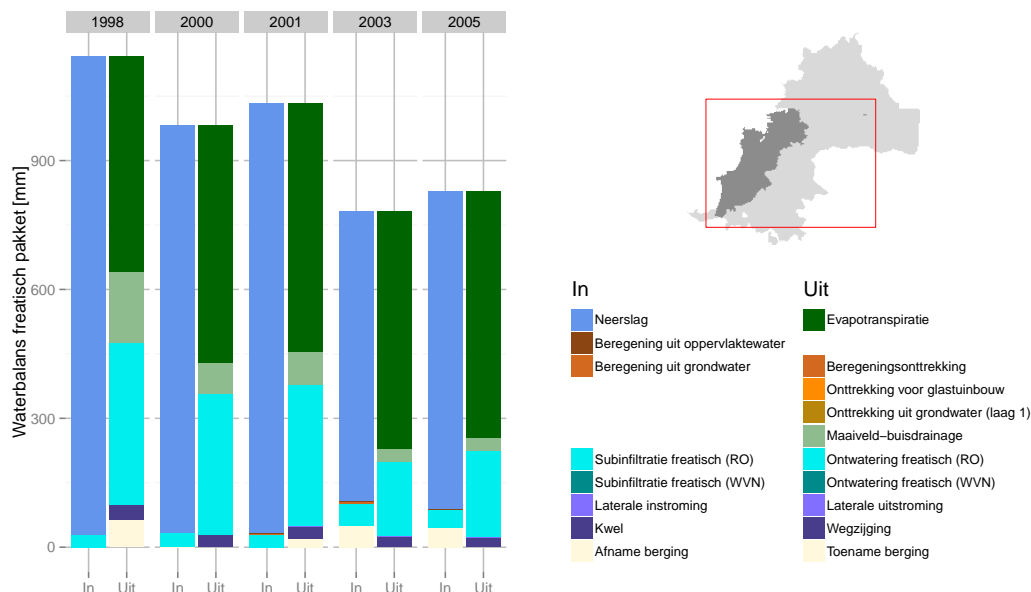 1998 2000 2001 2003 2005
Waterbalans freatisch pakket [mm]
900
600
300
0
In Uit In Uit In Uit In Uit In Uit
In
Neerslag
Beregening uit oppervlaktewater
Beregening uit grondwater
Subinfiltratie freatisch (RO)
Subinfiltratie freatisch (WVN)
Laterale instroming
Kwel
Afname berging
Uit
Evapotranspiratie
Beregeningsonttrekking
Onttrekking voor glastuinbouw
Onttrekking uit grondwater (laag 1)
Maaiveld−buisdrainage
Ontwatering freatisch (RO)
Ontwatering freatisch (WVN)
Laterale uitstroming
Wegzijging
Toename berging